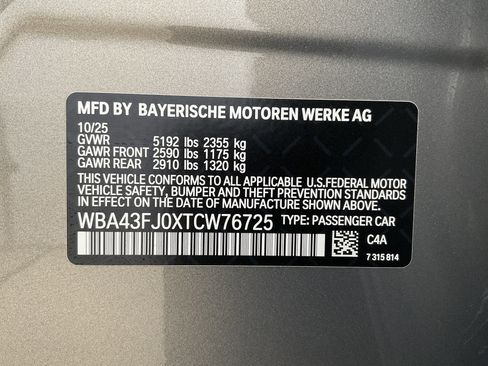 MFD BY BAYERISCHE MOTOREN WERKE AG
10/25
GVWR 5192 lbs 2355 kg
GAWR FRONT 2590 lbs 1175 kg
GAWR REAR 2910 lbs 1320 kg
THIS VEHICLE CONFORMS TO ALL APPLICABLE U.S.FEDERAL MOTOR
VEHICLE SAFETY, BUMPER AND THEFT PREVENTION STANDARDS
IN EFFECT ON THE DATE OF MANUFACTURE SHOWN ABOVE.
WBA43FJ0XTCW76725 TYPE: PASSENGER CAR
C4A
7 315 814